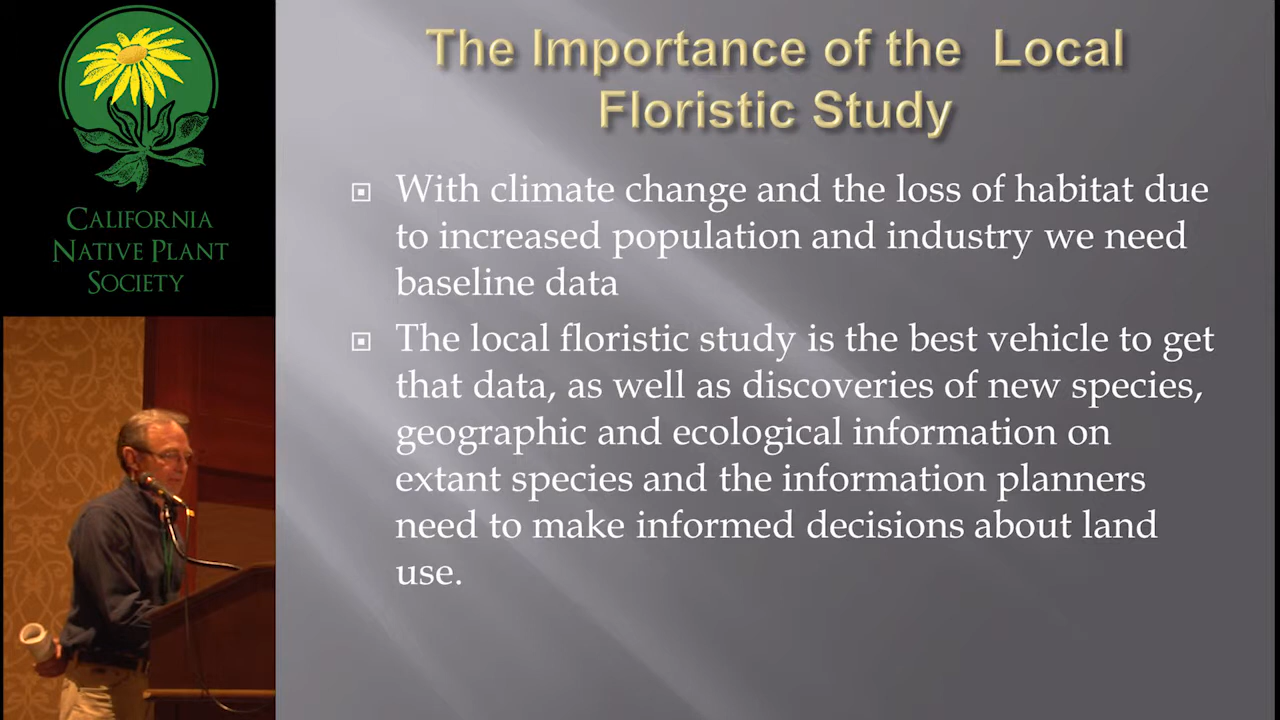 CALIFORNIA
NATIVE PLANT
SOCIETY
The Importance of the Local
Floristic Study
With climate change and the loss of habitat due
to increased population and industry we need
baseline data
The local floristic study is the best vehicle to get
that data, as well as discoveries of new species,
geographic and ecological information on
extant species and the information planners
need to make informed decisions about land
use.